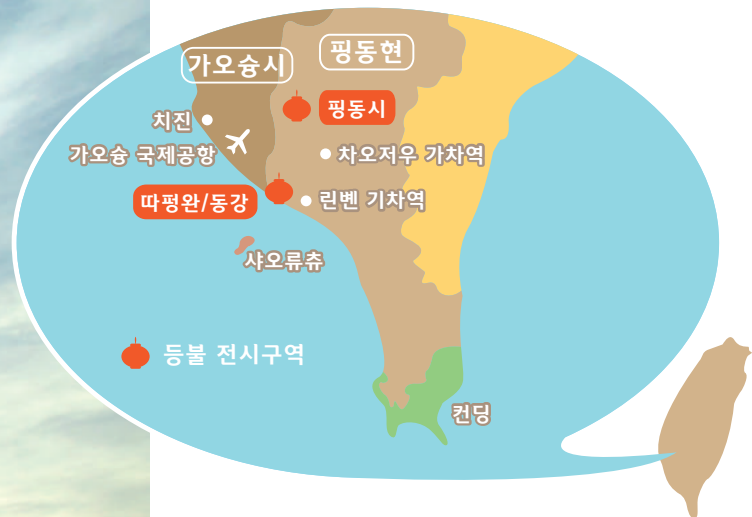 가오슝시
핑동현
핑동시
치진
가오슝 국제공항
차오저우 가차역
따펑완/동강
린볜 기차역
샤오류츄
등불 전시구역
컨딩